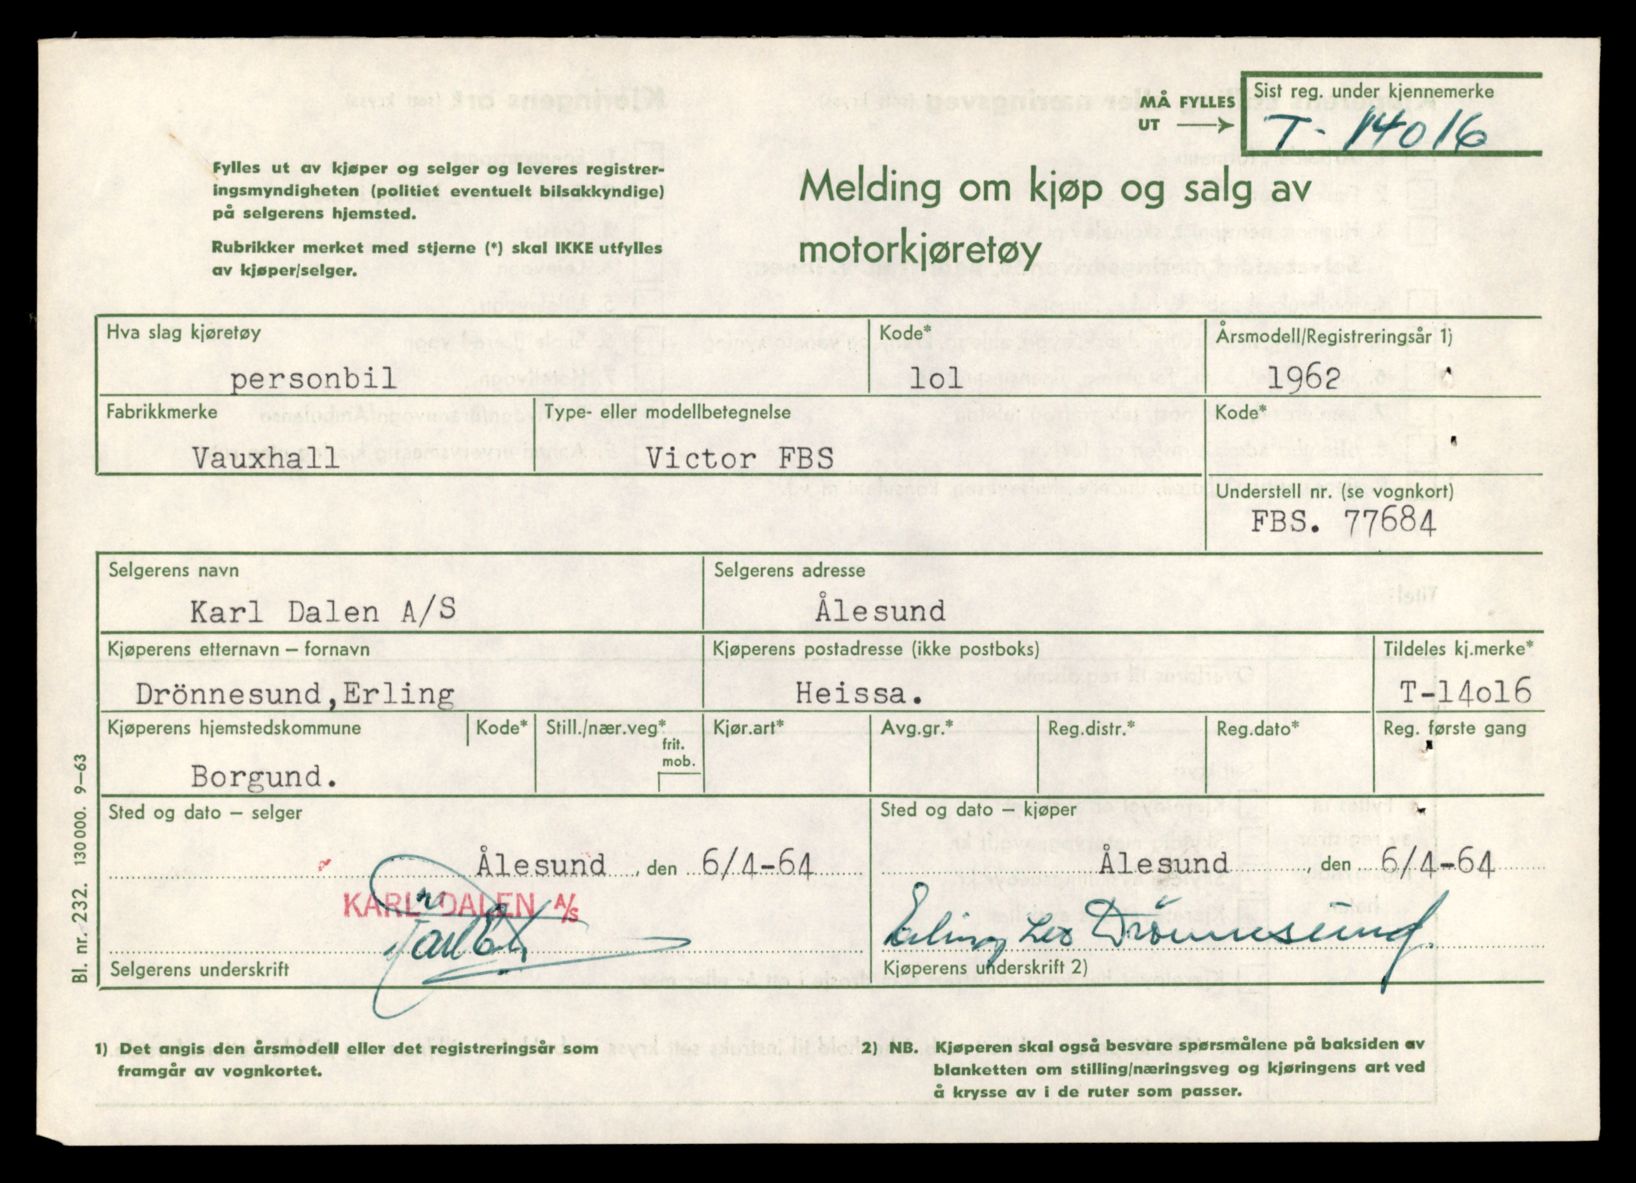 MÅ FYLLES
UT
Sist reg. under kjennemerke
T- 14016
Fylles ut av kjøper og selger og leveres registrer-
ingsmyndigheten (politiet eventuelt bilsakkyndige)
på selgerens hjemsted.
Rubrikker merket med stjerne (*) skal IKKE utfylles
av kjøper/selger.
Melding om kjøp og salg av
motorkjøretøy
Hva slag kjøretøy
personbil
Kode*
lol
Årsmodell/Registreringsår 1)
1962
Fabrikkmerke
Vauxhall
Type- eller modellbetegnelse
Victor FBS
Kode*
Understell nr. (se vognkort)
FBS. 77684
Selgerens navn
Karl Dalen A/S
Selgerens adresse
Ålesund
Kjøperens etternavn – fornavn
Drönnesund,Erling
Kjøperens postadresse (ikke postboks)
Heissa.
Tildeles kj.merke*
T-14o16
Kjøperens hjemstedskommune
Borgund.
Kode*
Still./nær.veg*
frit.
mob.
Kjør.art*
Avg.gr.*
Reg.distr.*
Reg.dato*
Reg. første gang
Sted og dato – selger
Ålesund, den 6/4-64
KARL DALEN A/S
Selgerens underskrift
Sted og dato – kjøper
Ålesund, den 6/4-64
Erling Drönnesund.
Kjøperens underskrift 2)
Bl. nr. 232. 130 000. 9–63
1) Det angis den årsmodell eller det registreringsår som
framgår av vognkortet.
2) NB. Kjøperen skal også besvare spørsmålene på baksiden av
blanketten om stilling/næringsveg og kjøringens art ved
å krysse av i de ruter som passer.